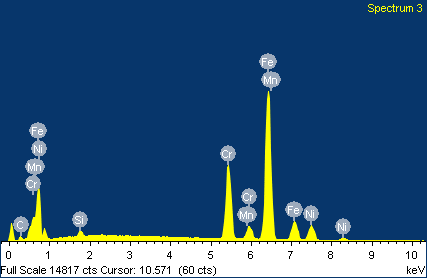 Spectrum 3
Fe
Fe Mn
Ni
Mn Cr Cr
Cr Mn Fe Ni
C Si Ni
0 1 2 3 4 5 6 7 8 9 10
Full Scale 14817 cts Cursor: 10.571 (60 cts) keV